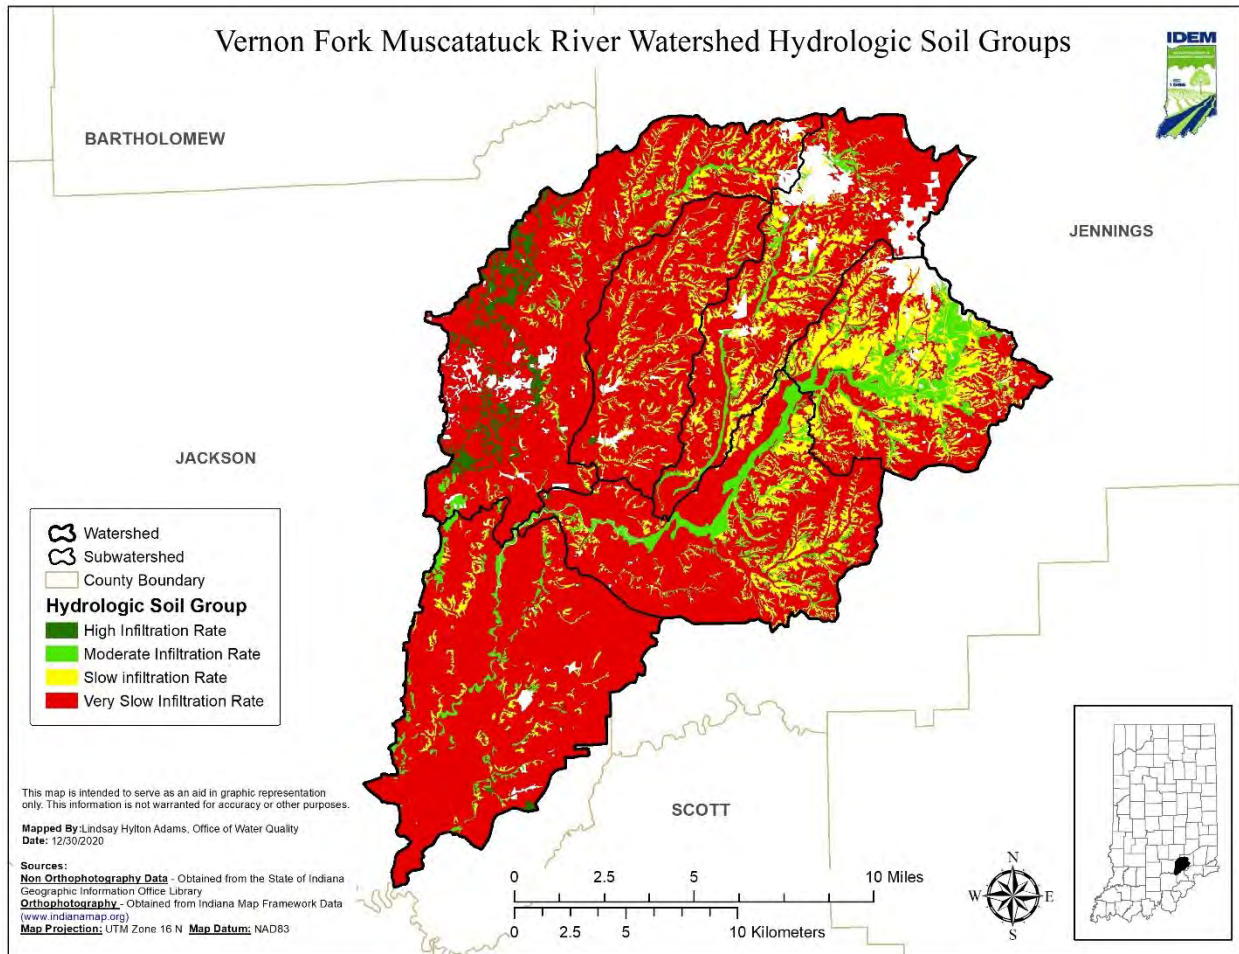 Vernon Fork Muscatatuck River Watershed Hydrologic Soil Groups
IDEM
BARTHOLOMEW
JENNINGS
JACKSON
SCOTT
Watershed
Subwatershed
County Boundary
Hydrologic Soil Group
High Infiltration Rate
Moderate Infiltration Rate
Slow infiltration Rate
Very Slow Infiltration Rate
This map is intended to serve as an aid in graphic representation
only. This information is not warranted for accuracy or other purposes.
Mapped By:Lindsay Hylton Adams, Office of Water Quality
Date: 12/30/2020
Sources:
Non Orthophotography Data - Obtained from the State of Indiana
Geographic Information Office Library
Orthophotography - Obtained from Indiana Map Framework Data
(www.indianamap.org)
Map Projection: UTM Zone 16 N Map Datum: NAD83
0 2.5 5 10 Miles
0 2.5 5 10 Kilometers
N
W E
S